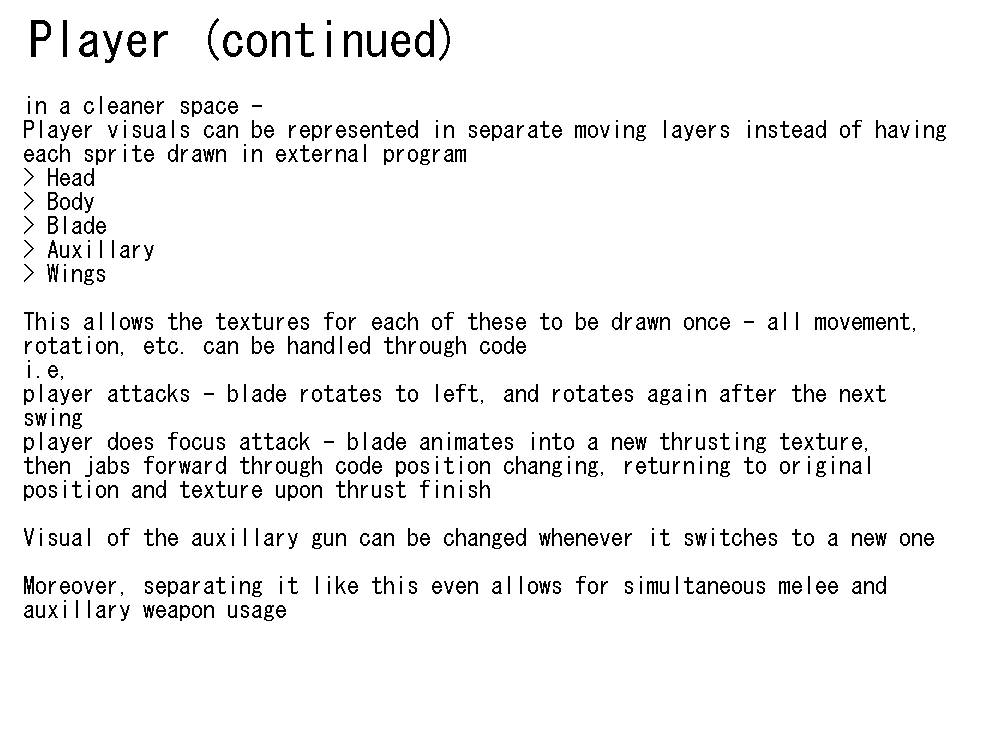 Player (continued)
in a cleaner space -
Player visuals can be represented in separate moving layers instead of having
each sprite drawn in external program
> Head
> Body
> Blade
> Auxillary
> Wings
This allows the textures for each of these to be drawn once - all movement,
rotation, etc. can be handled through code
i.e,
player attacks - blade rotates to left, and rotates again after the next
swing
player does focus attack - blade animates into a new thrusting texture,
then jabs forward through code position changing, returning to original
position and texture upon thrust finish
Visual of the auxillary gun can be changed whenever it switches to a new one
Moreover, separating it like this even allows for simultaneous melee and
auxillary weapon usage